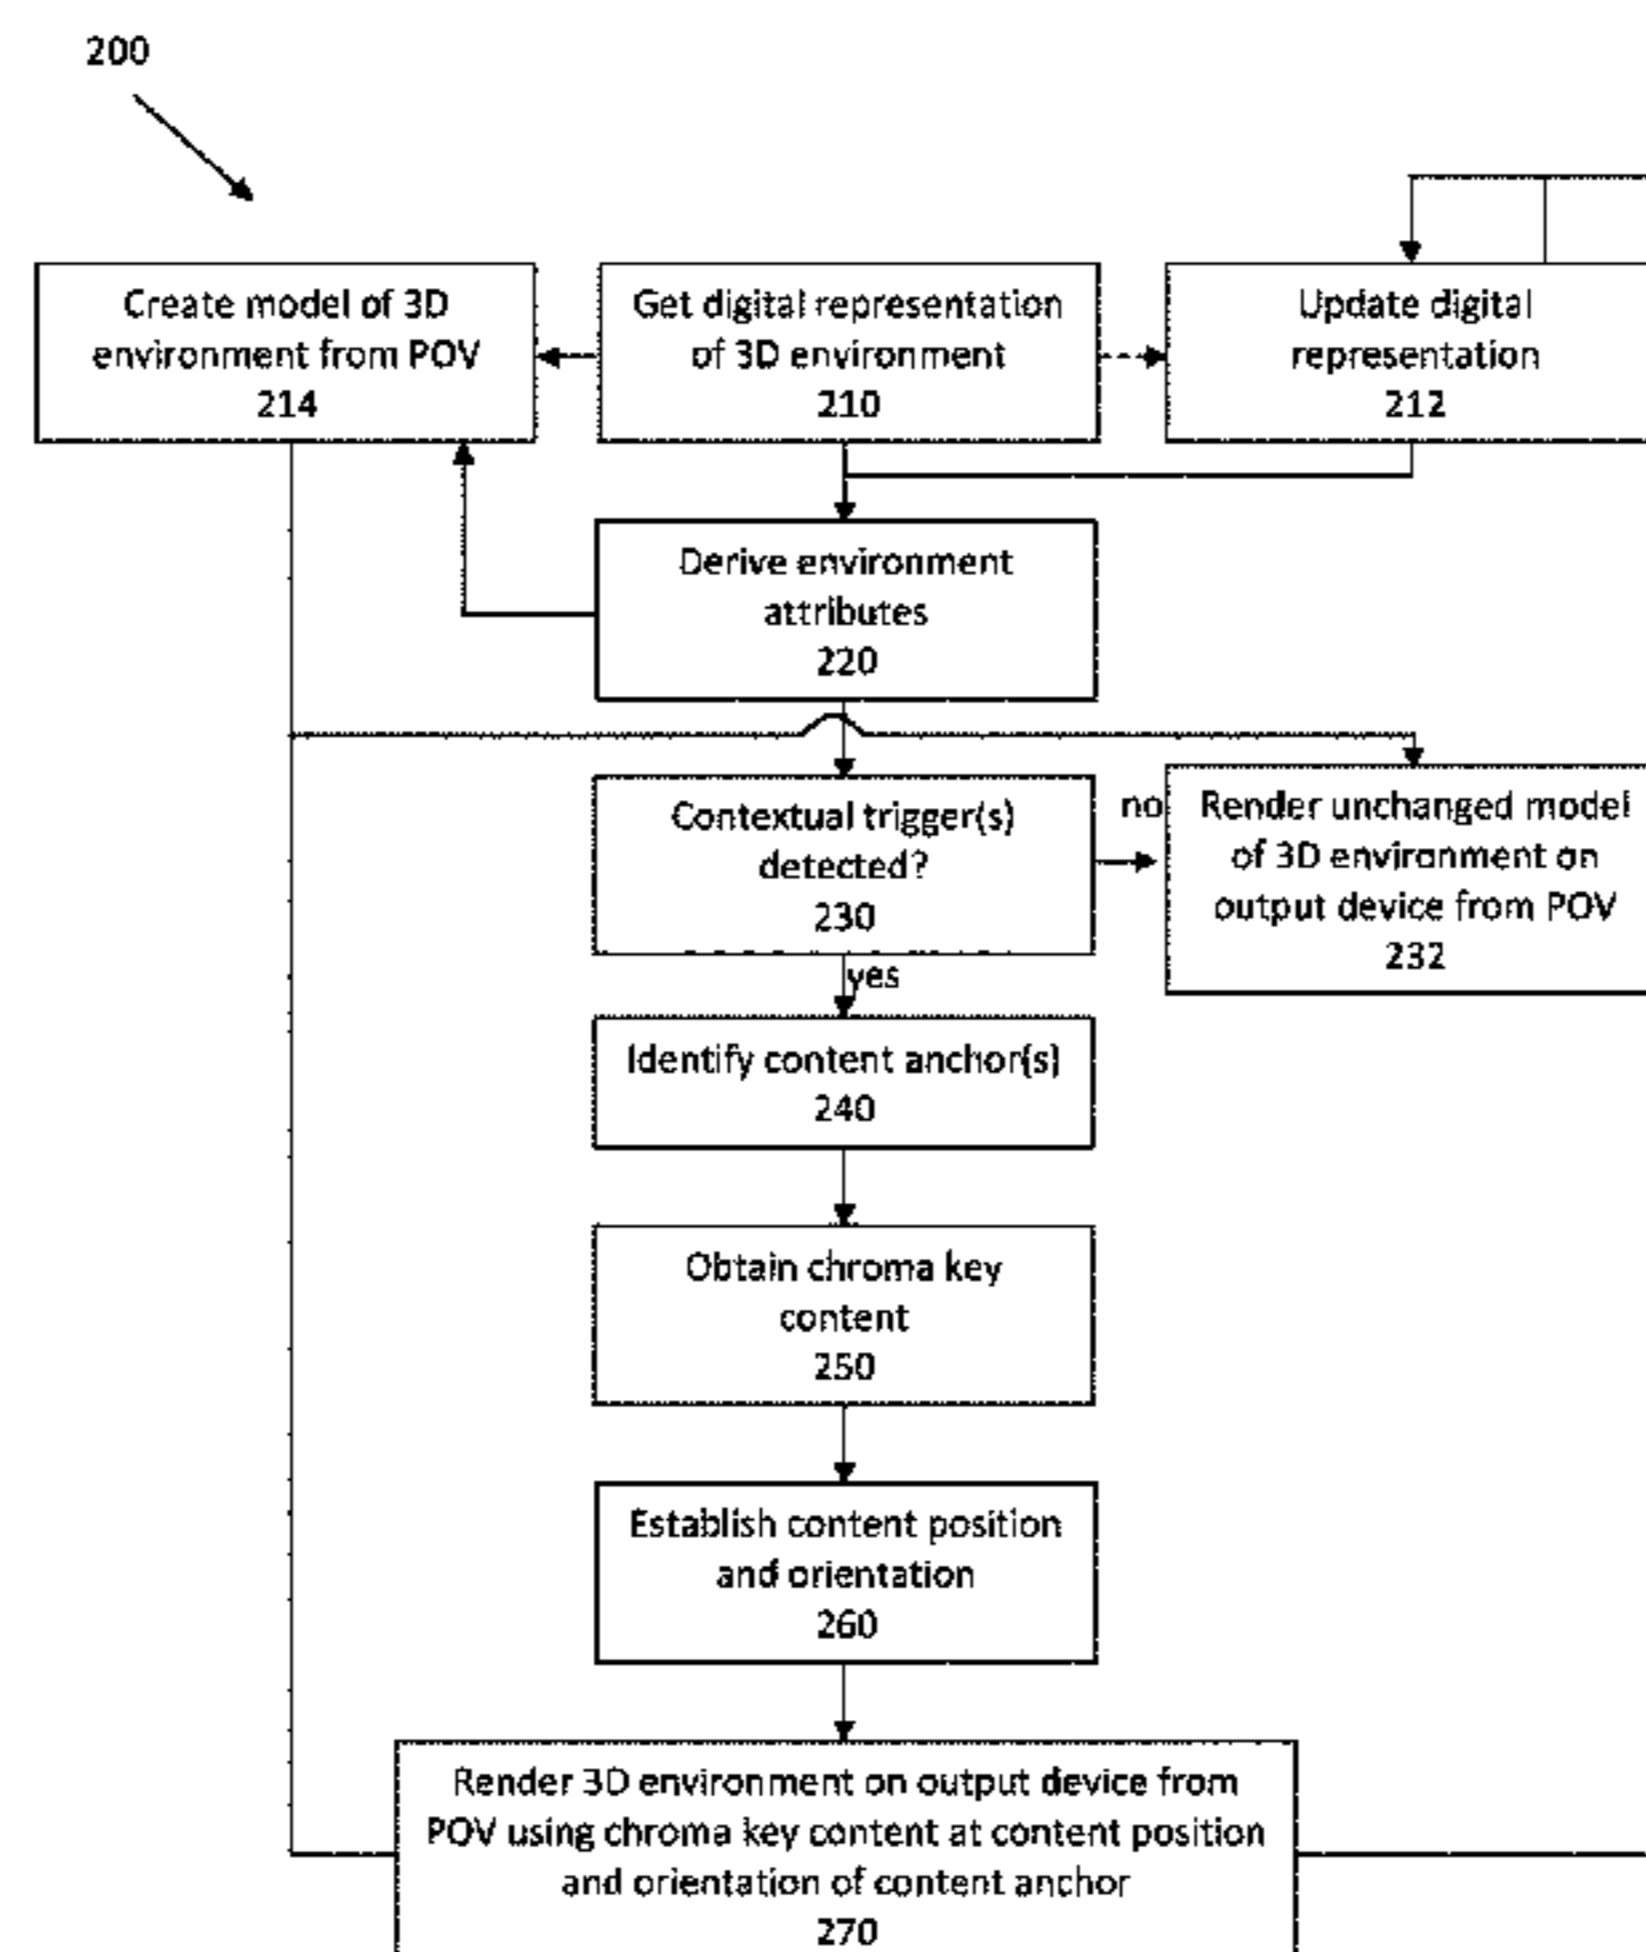 200
Create model of 3D
environment from POV
214
Get digital representation
of 3D environment
210
Update digital
representation
212
Derive environment
attributes
220
Contextual trigger(s)
detected?
230
no
Render unchanged model
of 3D environment on
output device from POV
232
yes
Identify content anchor(s)
240
Obtain chroma key
content
250
Establish content position
and orientation
260
Render 3D environment on output device from
POV using chroma key content at content position
and orientation of content anchor
270